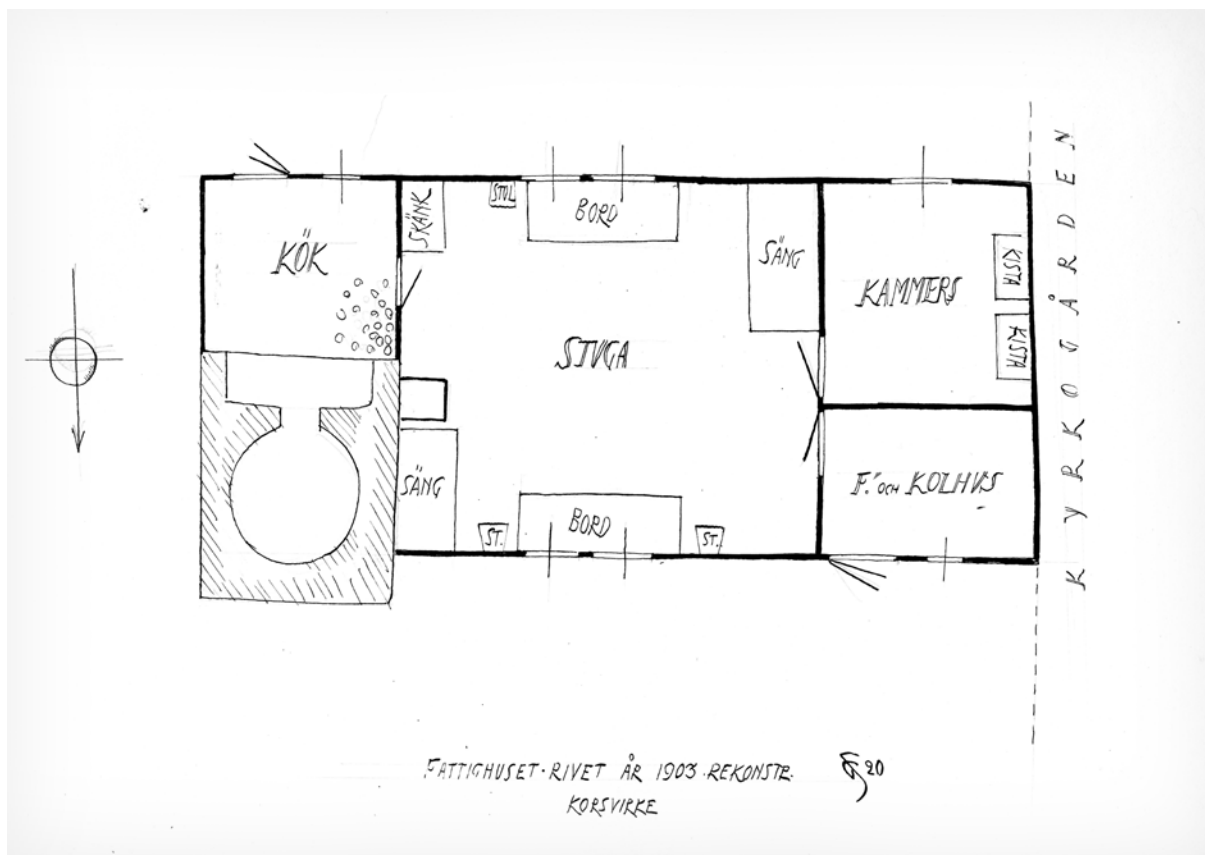 SKÄNK
STOL
BORD
SÄNG
KÖK
KAMMERS
KISTA
KISTA
STUGA
SÄNG
F. OCH KOLHUS
ST.
BORD
ST.
KYRKOGÅRDEN
FATTIGHUSET. RIVET ÅR 1903. REKONSTR.
20
KORSVIRKE